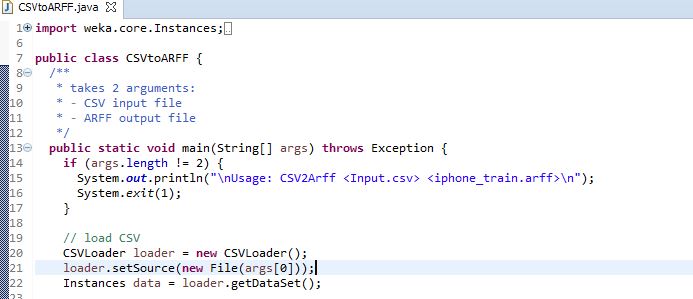 CSVtoARFF.java
1 import weka.core.Instances;
6
7 public class CSVtoARFF {
8 /**
9 * takes 2 arguments:
10 * - CSV input file
11 * - ARFF output file
12 */
13 public static void main(String[] args) throws Exception {
14 if (args.length != 2) {
15 System.out.println("\nUsage: CSV2Arff <Input.csv> <iphone_train.arff>\n");
16 System.exit(1);
17 }
18
19 // load CSV
20 CSVLoader loader = new CSVLoader();
21 loader.setSource(new File(args[0]));
22 Instances data = loader.getDataSet();
23